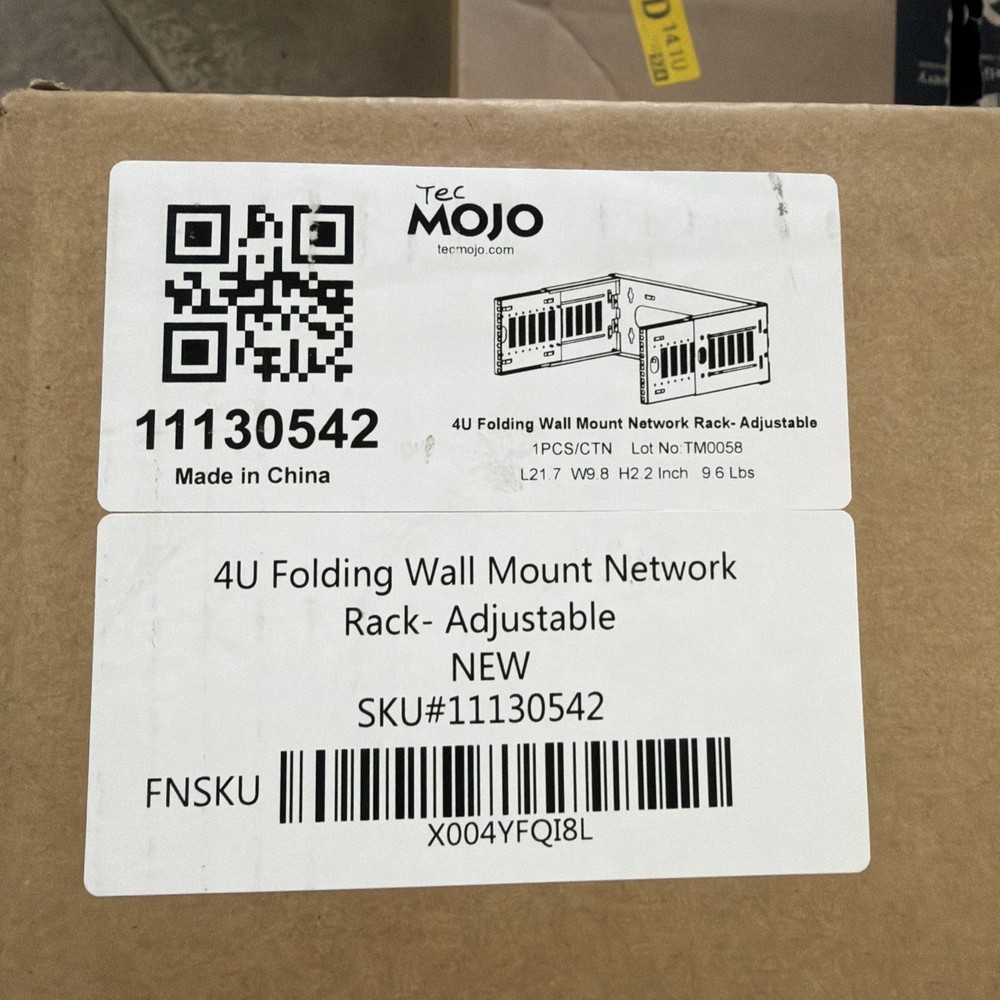 D 14.10
Tec
MOJO
tecmojo.com
11130542
Made in China
4U Folding Wall Mount Network Rack- Adjustable
1PCS/CTN Lot No:TM0058
L21.7 W9.8 H2.2 Inch 9.6 Lbs
4U Folding Wall Mount Network
Rack- Adjustable
NEW
SKU#11130542
FNSKU
X004YFQI8L